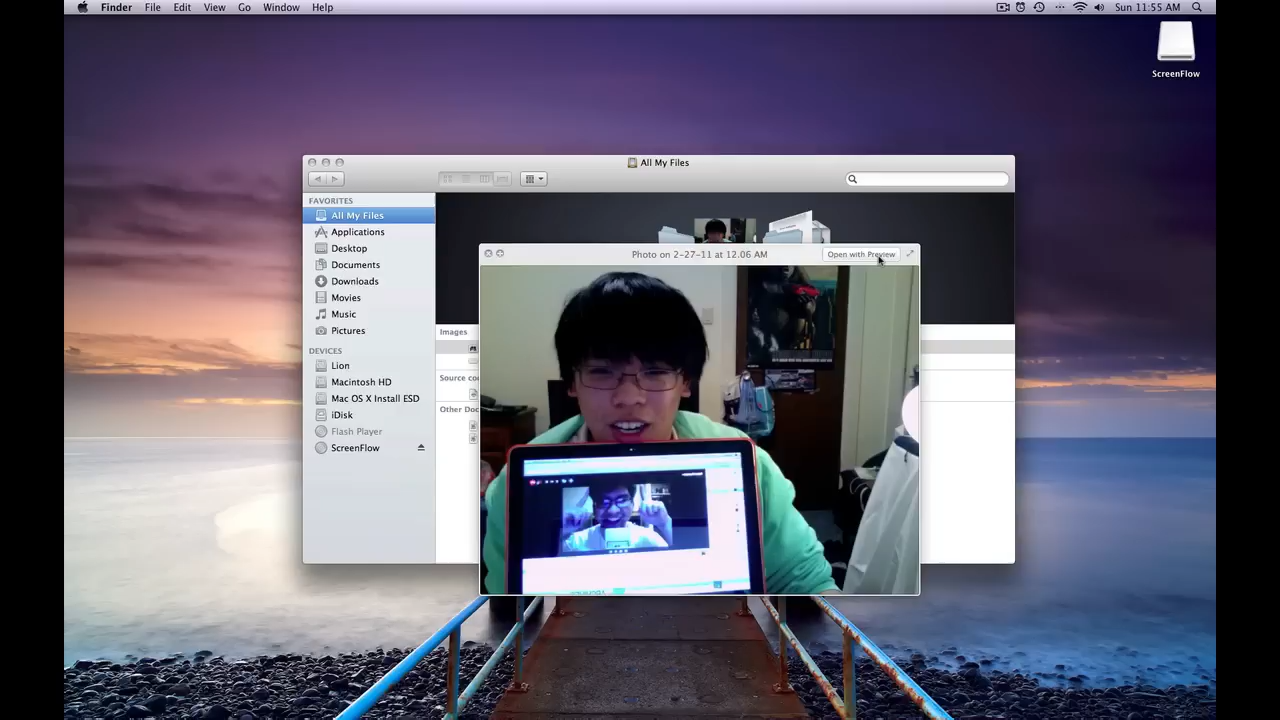 Finder File Edit View Go Window Help
Sun 11:55 AM
ScreenFlow
All My Files
FAVORITES
All My Files
Applications
Desktop
Documents
Downloads
Movies
Music
Pictures
DEVICES
Lion
Macintosh HD
Mac OS X Install ESD
iDisk
Flash Player
ScreenFlow
Photo on 2-27-11 at 12.06 AM
Open with Preview
Images
Source co
Other Doc